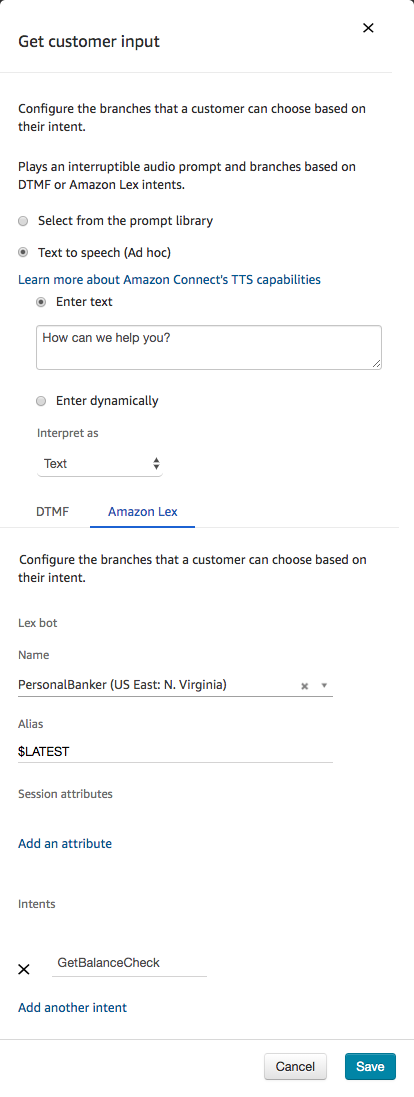 Get customer input
Configure the branches that a customer can choose based on
their intent.
Plays an interruptible audio prompt and branches based on
DTMF or Amazon Lex intents.
Select from the prompt library
Text to speech (Ad hoc)
Learn more about Amazon Connect's TTS capabilities
Enter text
How can we help you?
Enter dynamically
Interpret as
Text
DTMF Amazon Lex
Configure the branches that a customer can choose based on
their intent.
Lex bot
Name
PersonalBanker (US East: N. Virginia)
Alias
$LATEST
Session attributes
Add an attribute
Intents
GetBalanceCheck
Add another intent
Cancel Save